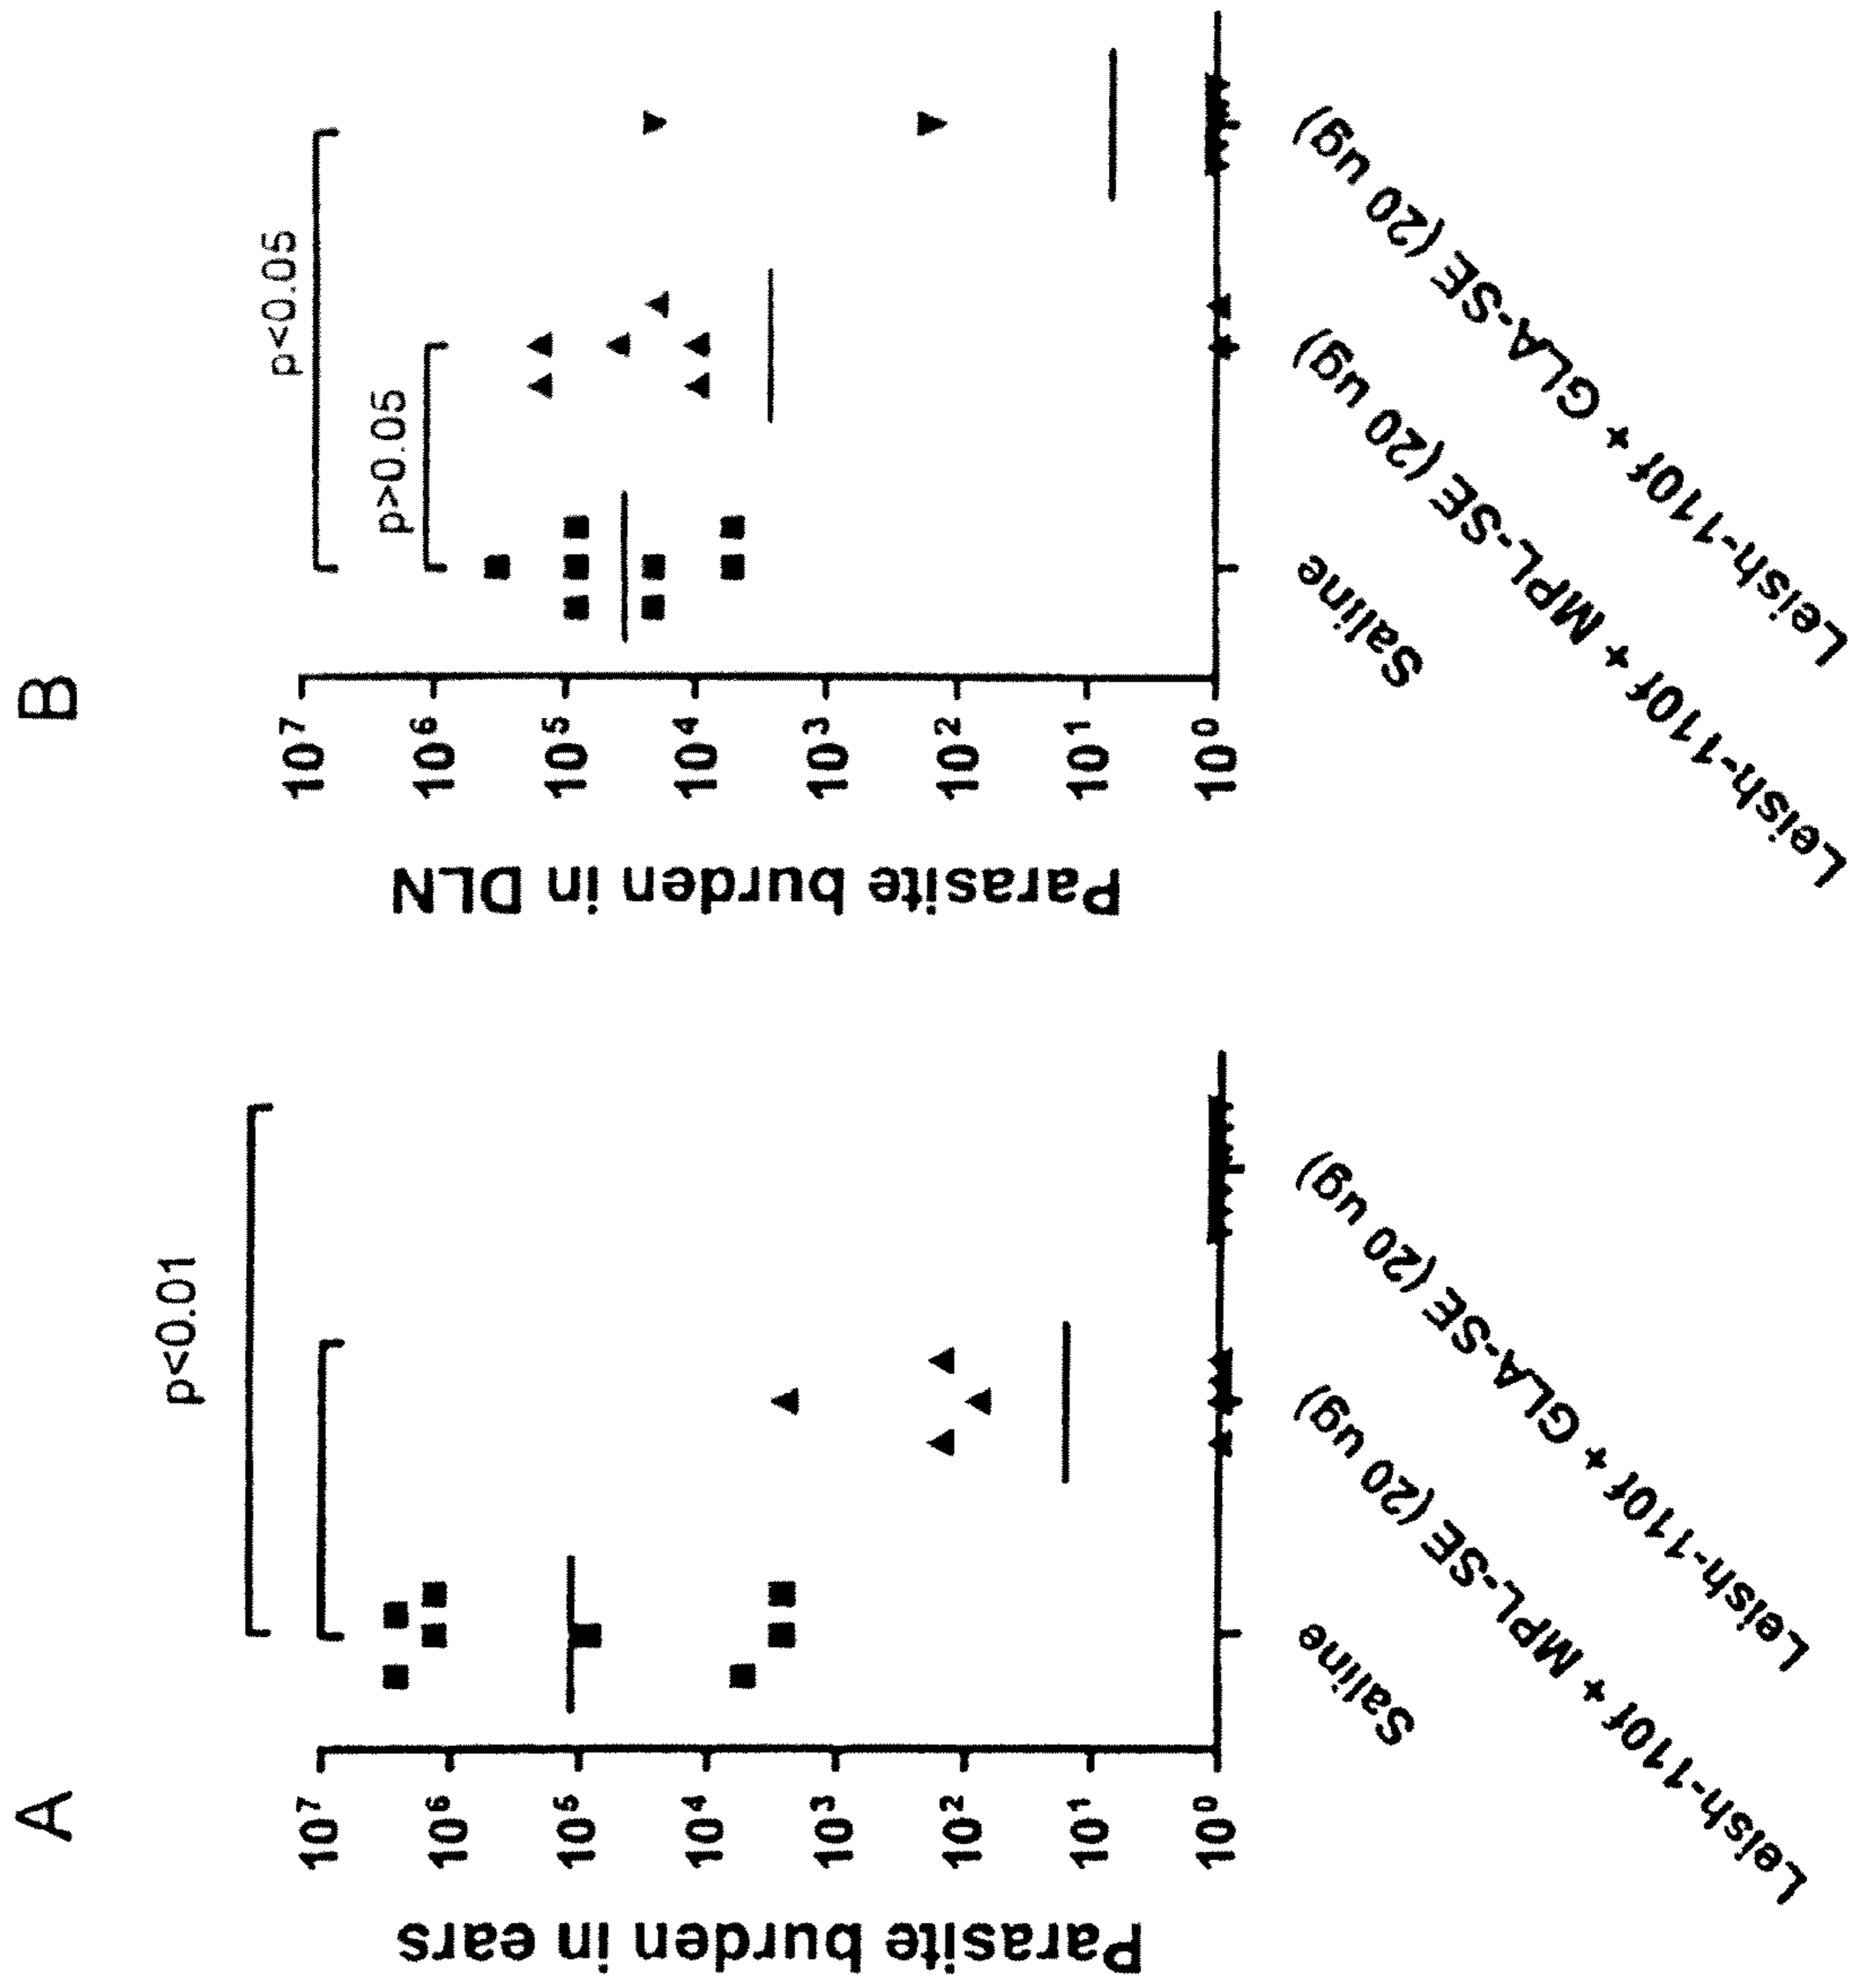 A
p<0.01
Parasite burden in ears
10⁷
10⁶
10⁵
10⁴
10³
10²
10¹
10⁰
Saline
Leish-110f + MPL-SE (20 ug)
Leish-110f + GLA-SE (20 ug)
B
p<0.05
p>0.05
Parasite burden in DLN
10⁷
10⁶
10⁵
10⁴
10³
10²
10¹
10⁰
Saline
Leish-110f + MPL-SE (20 ug)
Leish-110f + GLA-SE (20 ug)